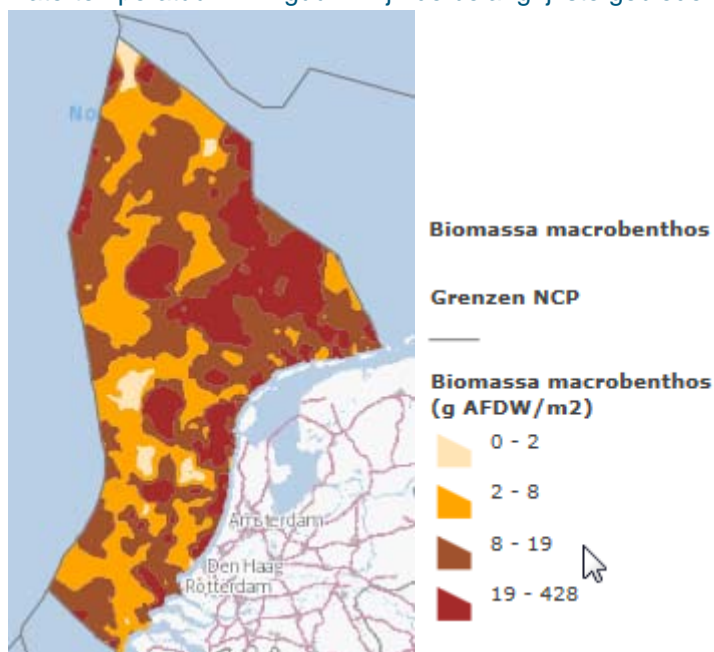 No
Amsterdam
Den Haag
Rotterdam
Biomassa macrobenthos
Grenzen NCP
Biomassa macrobenthos
(g AFDW/m2)
0 - 2
2 - 8
8 - 19
19 - 428